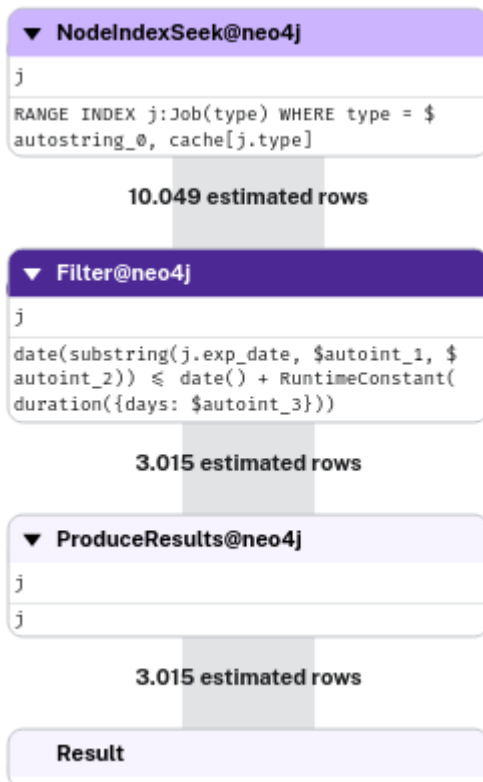 NodeIndexSeek@neo4j
j
RANGE INDEX j:Job(type) WHERE type = $
autostring_0, cache[j.type]
10.049 estimated rows
Filter@neo4j
j
date(substring(j.exp_date, $autoint_1, $
autoint_2)) ⩽ date() + RuntimeConstant(
duration({days: $autoint_3}))
3.015 estimated rows
ProduceResults@neo4j
j
j
3.015 estimated rows
Result